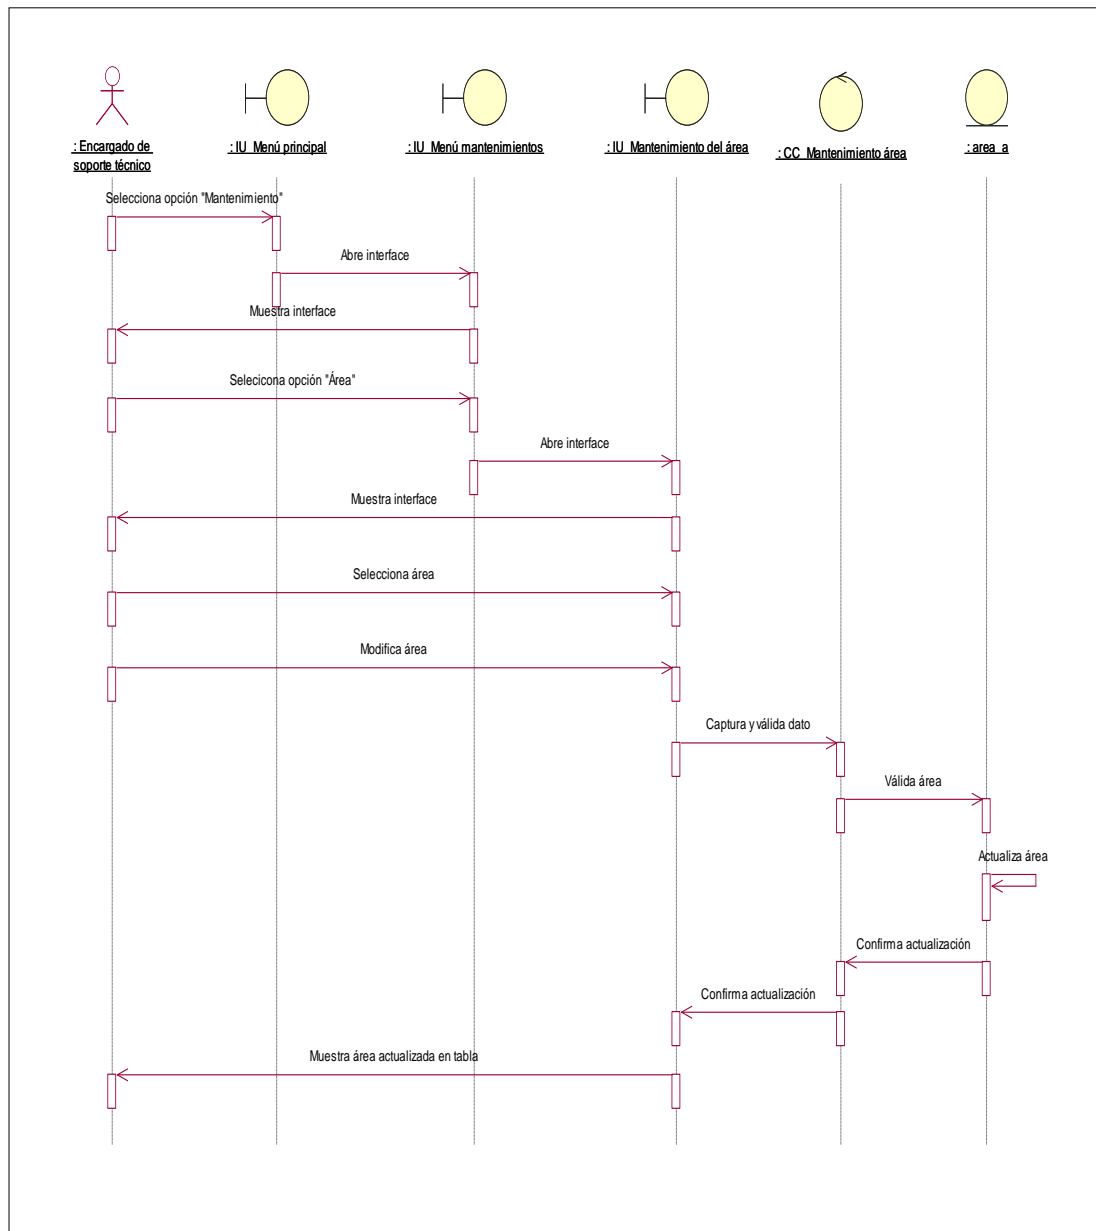 : Encargado de
soporte técnico
: IU_Menú principal
: IU_Menú mantenimientos
: IU_Mantenimiento del área
: CC_Mantenimiento área
: area_a
Selecciona opción "Mantenimiento"
Abre interface
Muestra interface
Selecicona opción "Área"
Abre interface
Muestra interface
Selecciona área
Modifica área
Captura y válida dato
Válida área
Actualiza área
Confirma actualización
Confirma actualización
Muestra área actualizada en tabla